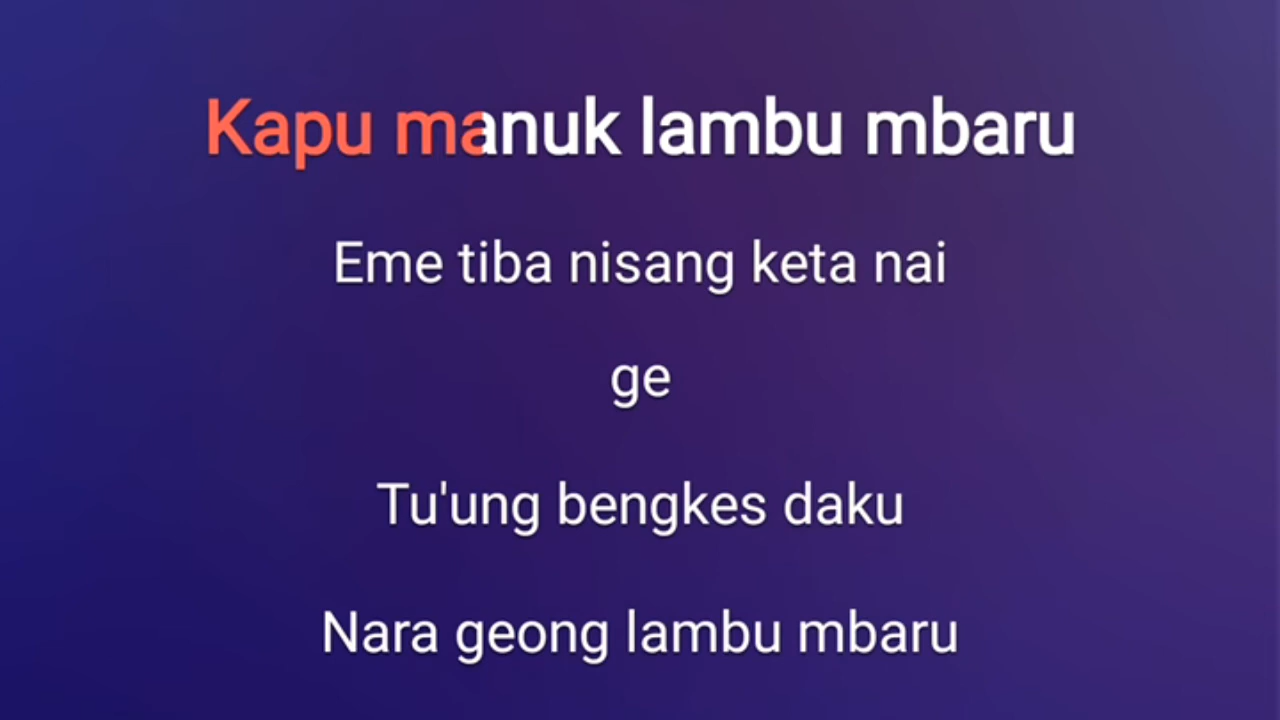 Kapu manuk lambu mbaru
Eme tiba nisang keta nai
ge
Tu'ung bengkes daku
Nara geong lambu mbaru